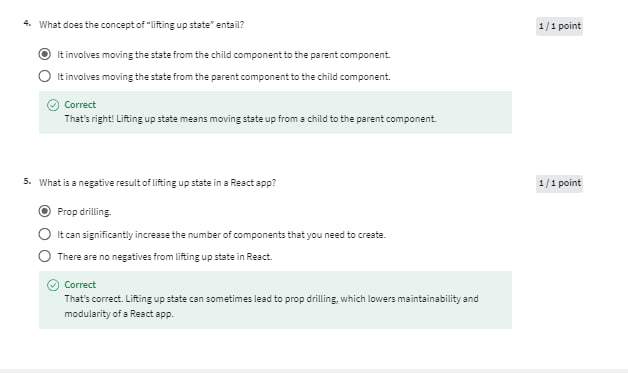 4. What does the concept of "lifting up state" entail?
1 / 1 point
It involves moving the state from the child component to the parent component.
It involves moving the state from the parent component to the child component.
Correct
That's right! Lifting up state means moving state up from a child to the parent component.
5. What is a negative result of lifting up state in a React app?
1 / 1 point
Prop drilling.
It can significantly increase the number of components that you need to create.
There are no negatives from lifting up state in React.
Correct
That's correct. Lifting up state can sometimes lead to prop drilling, which lowers maintainability and
modularity of a React app.